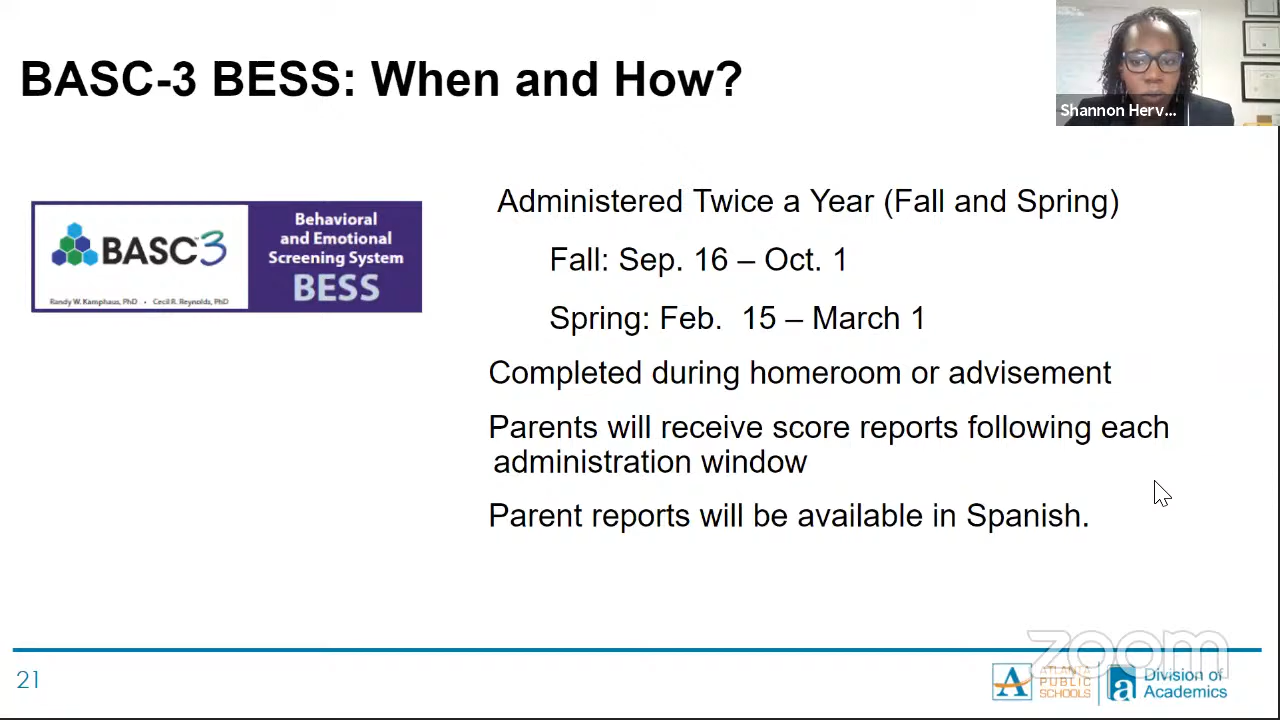 BASC-3 BESS: When and How?
Shannon Herv...
BASC™3
Randy W. Kamphaus, PhD • Cecil R. Reynolds, PhD
Behavioral
and Emotional
Screening System
BESS
Administered Twice a Year (Fall and Spring)
Fall: Sep. 16 – Oct. 1
Spring: Feb.  15 – March 1
Completed during homeroom or advisement
Parents will receive score reports following each
administration window
Parent reports will be available in Spanish.
zoom
21
ATLANTA
PUBLIC
SCHOOLS
Division of
Academics